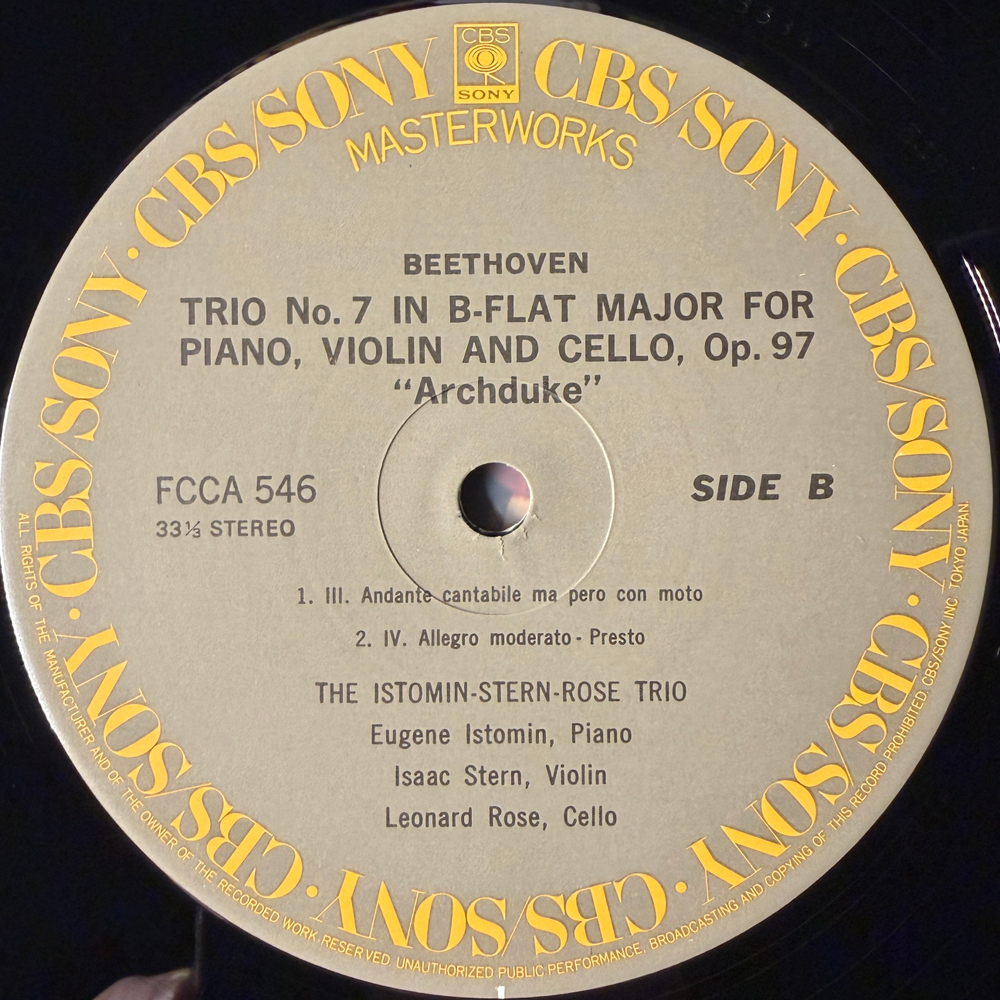 CBS
SONY
CBS/SONY · CBS/SONY · CBS/SONY · CBS/SONY · CBS/SONY · CBS/SONY · CBS/SONY · CBS/SONY · CBS/SONY · CBS/SONY
MASTERWORKS
BEETHOVEN
TRIO No. 7 IN B-FLAT MAJOR FOR
PIANO, VIOLIN AND CELLO, Op. 97
“Archduke”
FCCA 546
SIDE B
33⅓ STEREO
1. III. Andante cantabile ma pero con moto
2. IV. Allegro moderato - Presto
THE ISTOMIN-STERN-ROSE TRIO
Eugene Istomin, Piano
Isaac Stern, Violin
Leonard Rose, Cello
ALL RIGHTS OF THE MANUFACTURER AND OF THE OWNER OF THE RECORDED WORK RESERVED. UNAUTHORIZED PUBLIC PERFORMANCE. BROADCASTING AND COPYING OF THIS RECORD PROHIBITED. CBS/SONY INC. TOKYO JAPAN